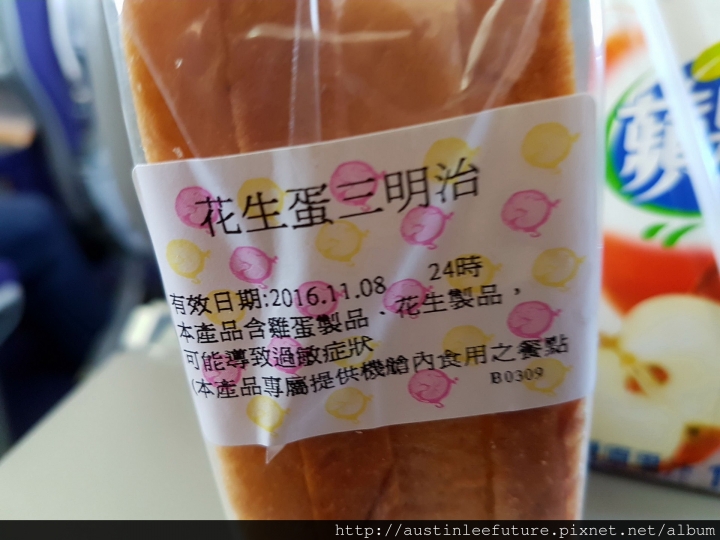 花生蛋三明治
有效日期:2016.11.08 24時
本產品含雞蛋製品、花生製品，
可能導致過敏症狀
(本產品專屬提供機艙內食用之餐點
B0309
蘋
http://austinleefuture.pixnet.net/album